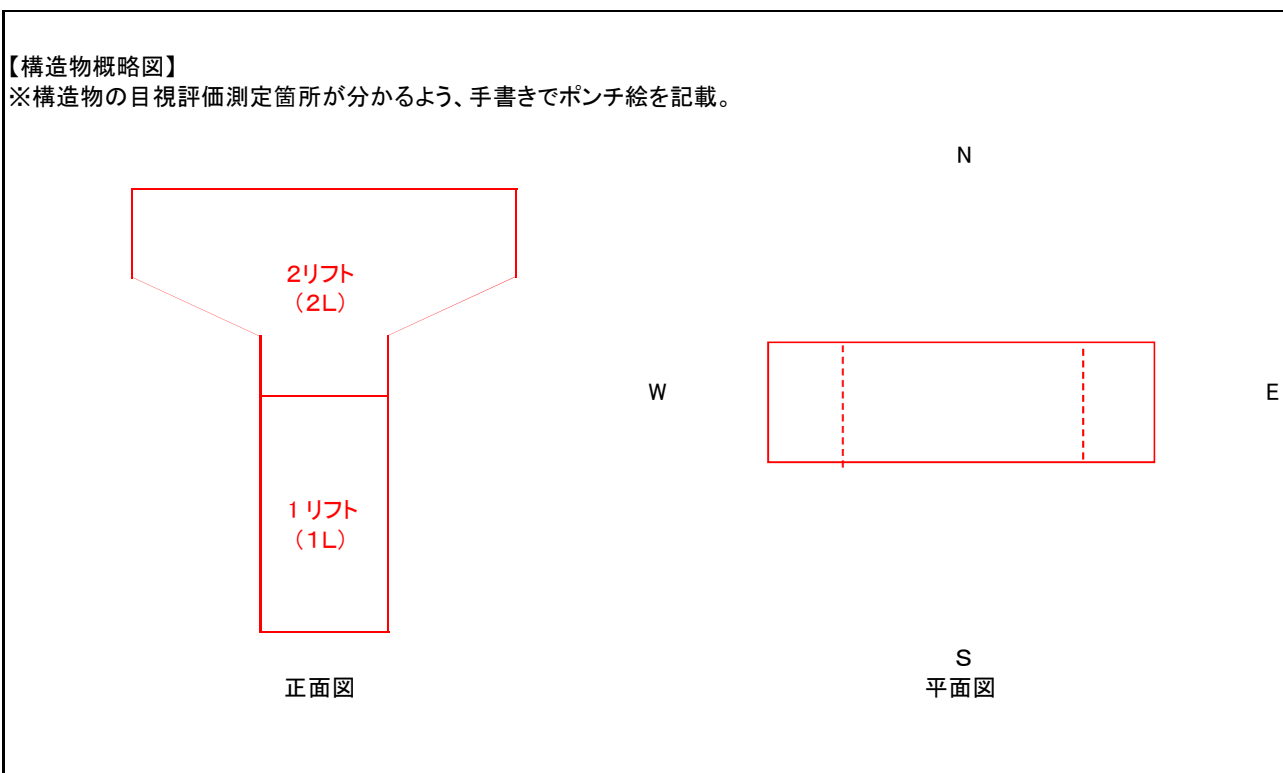 【構造物概略図】
※構造物の目視評価測定箇所が分かるよう、手書きでポンチ絵を記載。
2リフト
(2L)
1リフト
(1L)
正面図
N
W
E
S
平面図